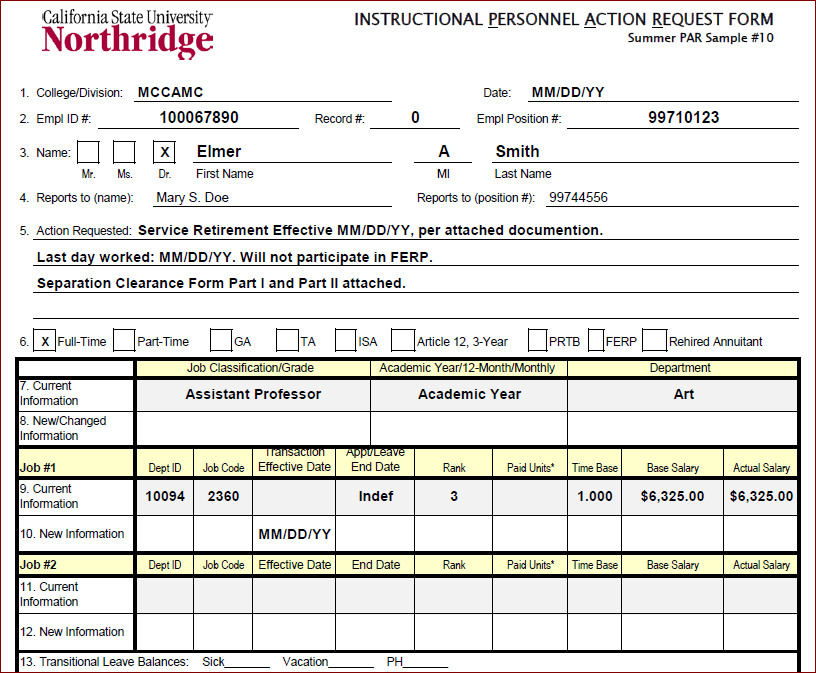 California State University
Northridge
INSTRUCTIONAL PERSONNEL ACTION REQUEST FORM
Summer PAR Sample #10
1. College/Division: MCCAMC Date: MM/DD/YY
2. Empl ID #: 100067890 Record #: 0 Empl Position #: 99710123
3. Name: X Elmer A Smith
Mr. Ms. Dr. First Name MI Last Name
4. Reports to (name): Mary S. Doe Reports to (position #): 99744556
5. Action Requested: Service Retirement Effective MM/DD/YY, per attached documention.
Last day worked: MM/DD/YY. Will not participate in FERP.
Separation Clearance Form Part I and Part II attached.
6. X Full-Time Part-Time GA TA ISA Article 12, 3-Year PRTB FERP Rehired Annuitant
Job Classification/Grade Academic Year/12-Month/Monthly Department
7. Current
Information Assistant Professor Academic Year Art
8. New/Changed
Information
Job #1 Dept ID Job Code Transaction
Effective Date Appt/Leave
End Date Rank Paid Units* Time Base Base Salary Actual Salary
9. Current
Information 10094 2360 Indef 3 1.000 $6,325.00 $6,325.00
10. New Information MM/DD/YY
Job #2 Dept ID Job Code Effective Date End Date Rank Paid Units* Time Base Base Salary Actual Salary
11. Current
Information
12. New Information
13. Transitional Leave Balances: Sick_______ Vacation_______ PH_______